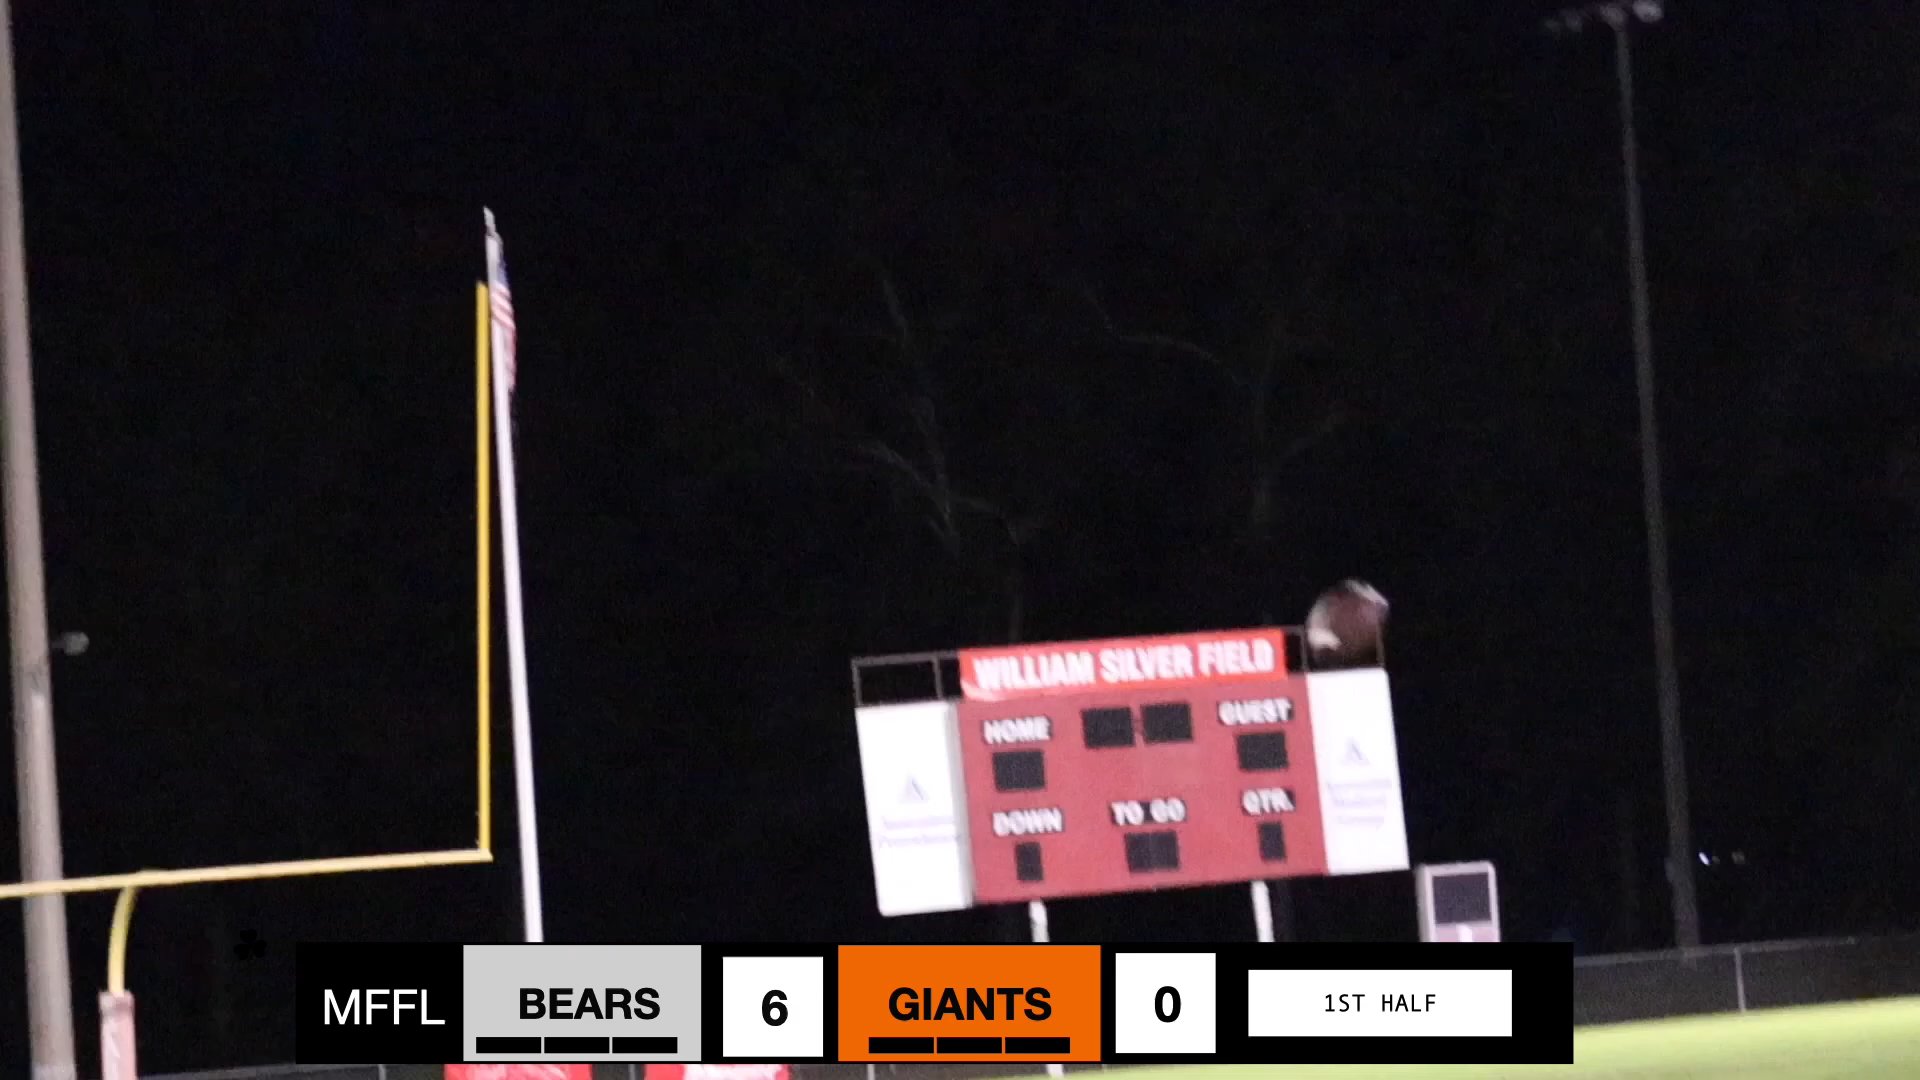 WILLIAM SILVER FIELD
HOME GUEST
DOWN TO GO QTR.
MFFL BEARS 6 GIANTS 0 1ST HALF